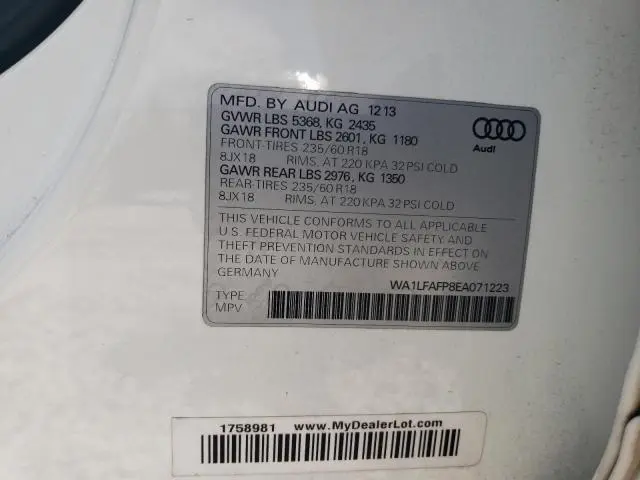 MFD. BY AUDI AG 12 13
GVWR LBS 5368, KG 2435
GAWR FRONT LBS 2601, KG 1180
FRONT-TIRES 235/60 R18
8JX18 RIMS, AT 220 KPA 32 PSI COLD
GAWR REAR LBS 2976, KG 1350
REAR-TIRES 235/60 R18
8JX18 RIMS, AT 220 KPA 32 PSI COLD
THIS VEHICLE CONFORMS TO ALL APPLICABLE
U.S. FEDERAL MOTOR VEHICLE SAFETY AND
THEFT PREVENTION STANDARDS IN EFFECT ON
THE DATE OF MANUFACTURE SHOWN ABOVE
GERMANY
Audi
WA1LFAFP8EA071223
TYPE:
MPV
1758981 www.MyDealerLot.com